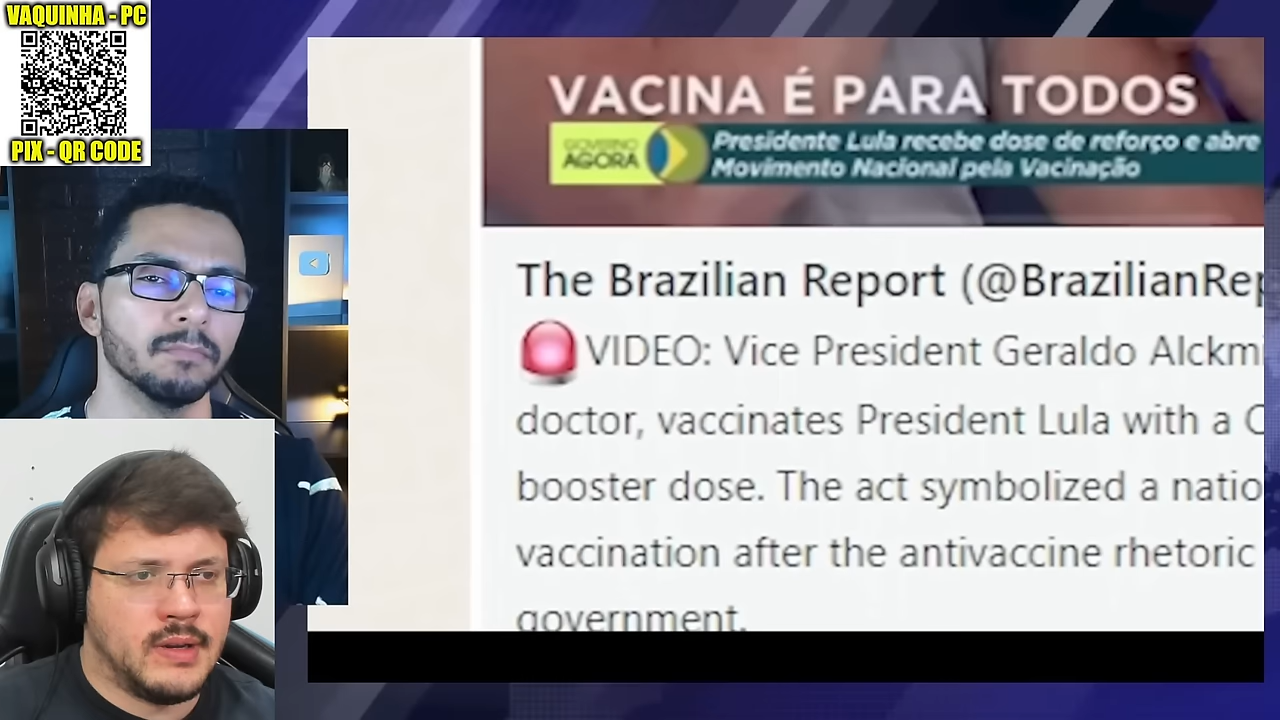 VAQUINHA - PC
PIX - QR CODE
VACINA É PARA TODOS
GOVERNO
AGORA
Presidente Lula recebe dose de reforço e abre
Movimento Nacional pela Vacinação
The Brazilian Report (@BrazilianRep
🚨VIDEO: Vice President Geraldo Alckm
doctor, vaccinates President Lula with a C
booster dose. The act symbolized a natio
vaccination after the antivaccine rhetoric
government.